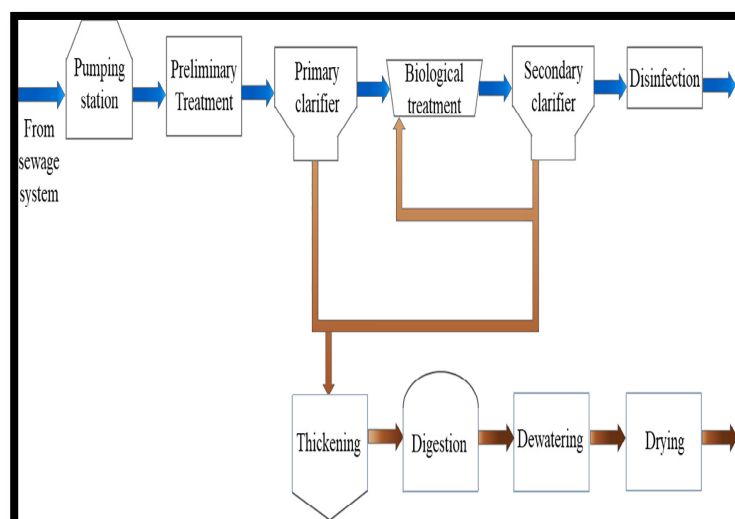 Pumping
station
Preliminary
Treatment
Primary
clarifier
Biological
treatment
Secondary
clarifier
Disinfection
From
sewage
system
Thickening
Digestion
Dewatering
Drying